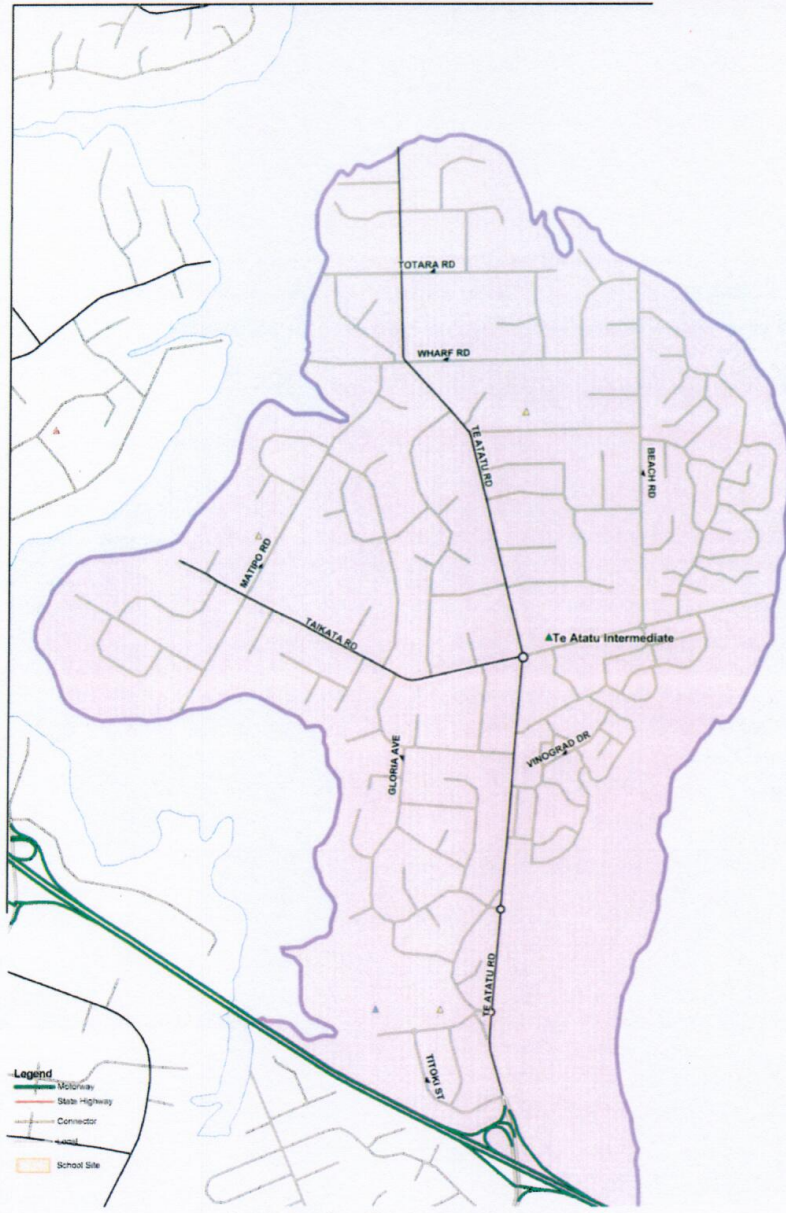 TOTARA RD
WHARF RD
TE ATATU RD
BEACH RD
MATIPO RD
TAIKATA RD
Te Atatu Intermediate
VINOGRAD DR
GLORIA AVE
TE ATATU RD
TITOKI ST
Legend
Motorway
State Highway
Connector
Local
School Site